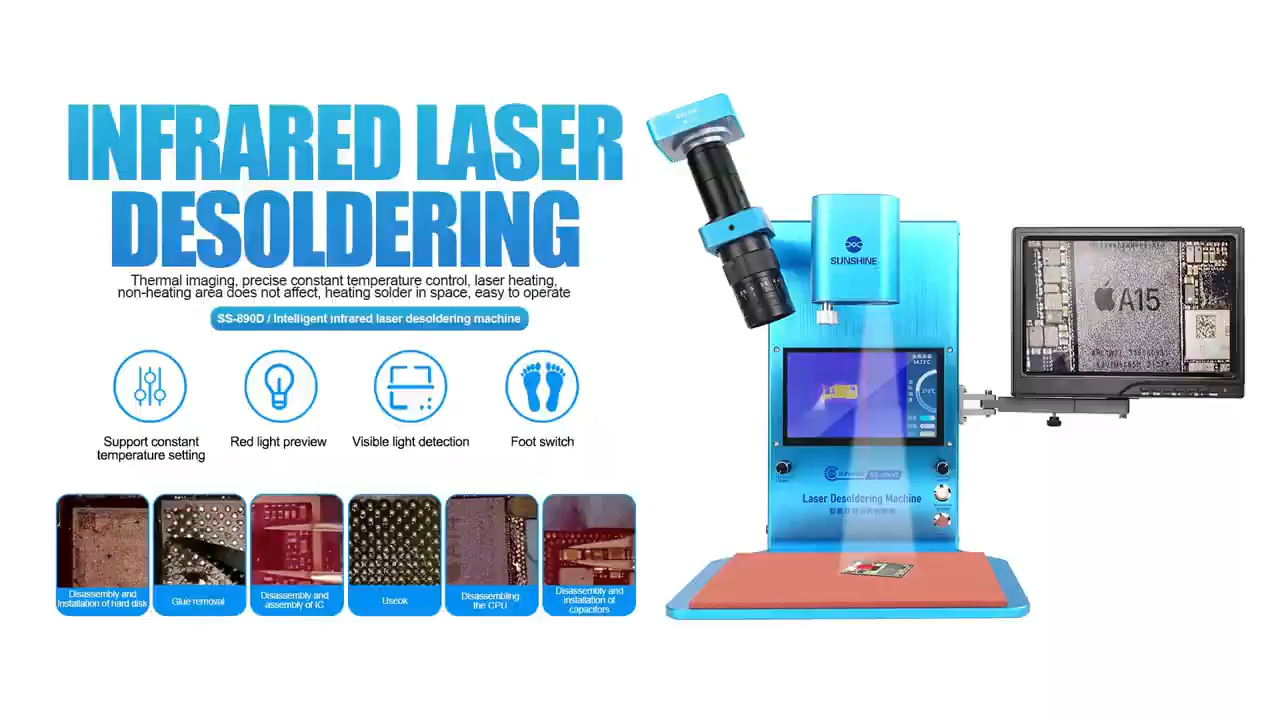 INFRARED LASER
DESOLDERING
Thermal imaging, precise constant temperature control, laser heating,
non-heating area does not affect, heating solder in space, easy to operate
SS-890D / Intelligent infrared laser desoldering machine
Support constant
temperature setting
Red light preview
Visible light detection
Foot switch
Disassembly and
installation of hard disk
Glue removal
Disassembly and
assembly of IC
Useok
Disassembling
the CPU
Disassembly and
installation of
capacitors
SUNSHINE
SS-890D
Laser Desoldering Machine
A15